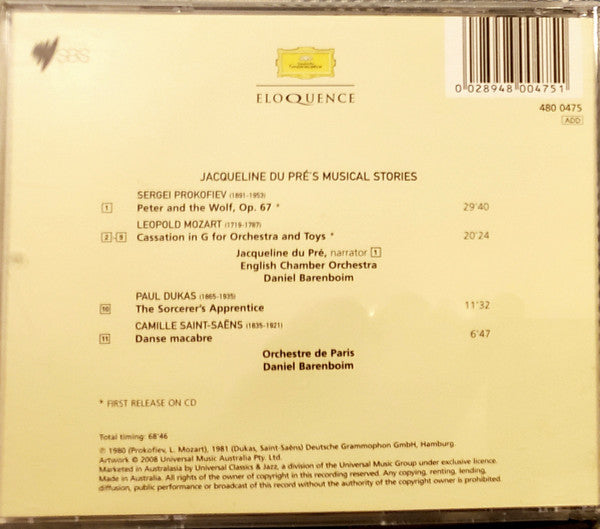 SBS
Deutsche
Grammophon
ELOQUENCE
0 028948 004751
480 0475
ADD
JACQUELINE DU PRÉ'S MUSICAL STORIES
SERGEI PROKOFIEV (1891-1953)
1 Peter and the Wolf, Op. 67 * 29'40
LEOPOLD MOZART (1719-1787)
2-9 Cassation in G for Orchestra and Toys * 20'24
Jacqueline du Pré, narrator 1
English Chamber Orchestra
Daniel Barenboim
PAUL DUKAS (1865-1935)
10 The Sorcerer's Apprentice 11'32
CAMILLE SAINT-SAËNS (1835-1921)
11 Danse macabre 6'47
Orchestre de Paris
Daniel Barenboim
* FIRST RELEASE ON CD
Total timing: 68'46
℗ 1980 (Prokofiev, L. Mozart), 1981 (Dukas, Saint-Saëns) Deutsche Grammophon GmbH, Hamburg.
Artwork © 2008 Universal Music Australia Pty. Ltd.
Marketed in Australasia by Universal Classics & Jazz, a division of the Universal Music Group under exclusive licence.
Made in Australia. All rights of the owner of copyright in this recording reserved. Any copying, renting, lending,
diffusion, public performance or broadcast of this record without the authority of the copyright owner is prohibited.